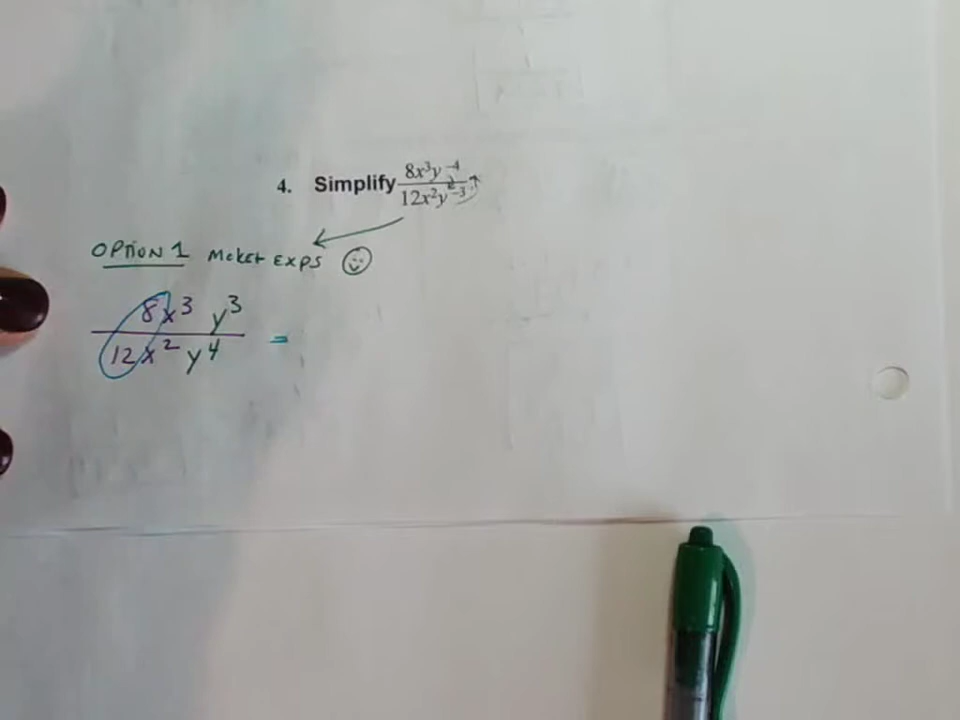 4. Simplify 8x³y⁻⁴ / 12x²y⁻³
OPTION 1 MAKE + EXPS
8x³ y³
12x² y⁴ =